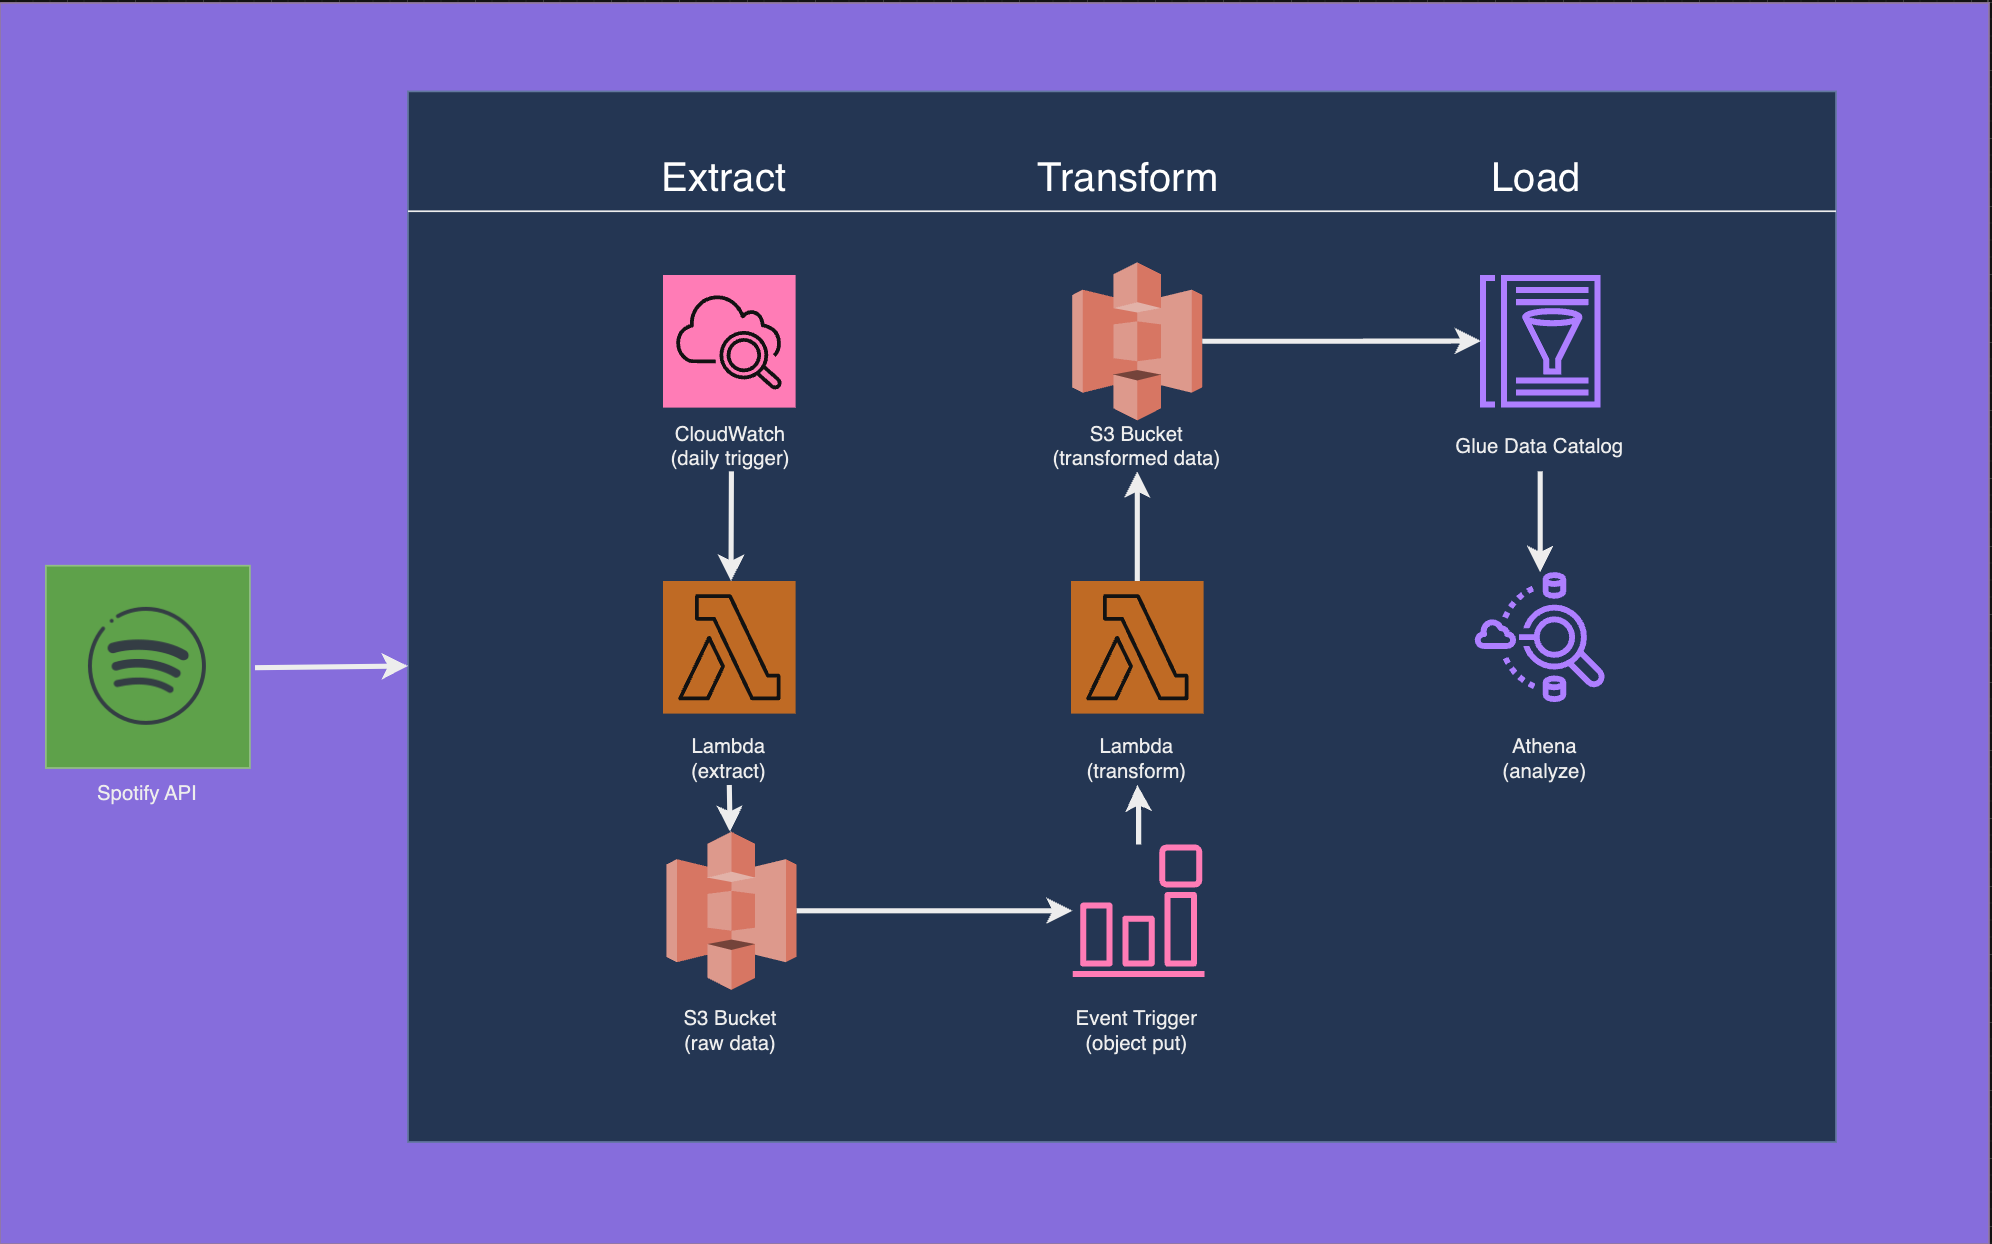 Extract
Transform
Load
CloudWatch
(daily trigger)
S3 Bucket
(transformed data)
Glue Data Catalog
Spotify API
Lambda
(extract)
Lambda
(transform)
Athena
(analyze)
S3 Bucket
(raw data)
Event Trigger
(object put)